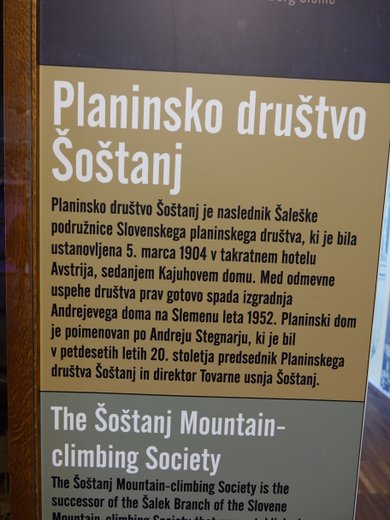 Planinsko društvo
Šoštanj
Planinsko društvo Šoštanj je naslednik Šaleške
podružnice Slovenskega planinskega društva, ki je bila
ustanovljena 5. marca 1904 v takratnem hotelu
Avstrija, sedanjem Kajuhovem domu. Med odmevne
uspehe društva prav gotovo spada izgradnja
Andrejevega doma na Slemenu leta 1952. Planinski dom
je poimenovan po Andreju Stegnarju, ki je bil
v petdesetih letih 20. stoletja predsednik Planinskega
društva Šoštanj in direktor Tovarne usnja Šoštanj.
The Šoštanj Mountain-
climbing Society
The Šoštanj Mountain-climbing Society is the
successor of the Šalek Branch of the Slovene
Mountain-climbing Society